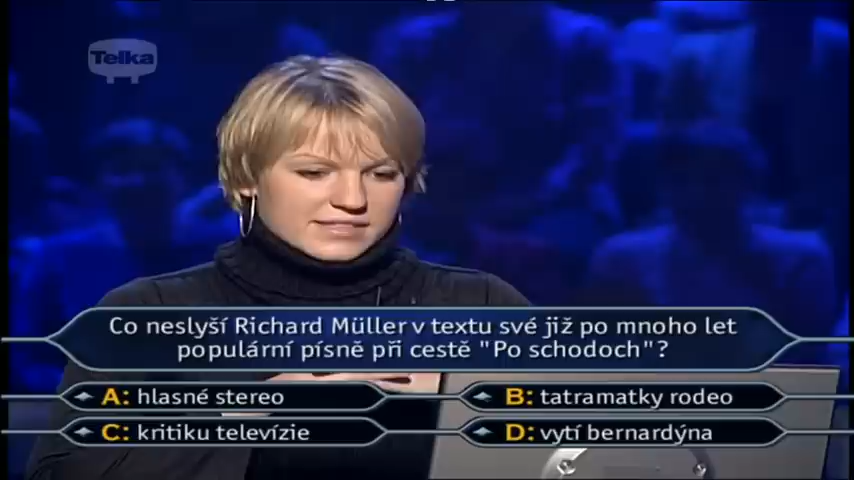 Telka
Co neslyší Richard Müller v textu své již po mnoho let
populární písně při cestě "Po schodoch"?
A: hlasné stereo
B: tatramatky rodeo
C: kritiku televízie
D: vytí bernardýna